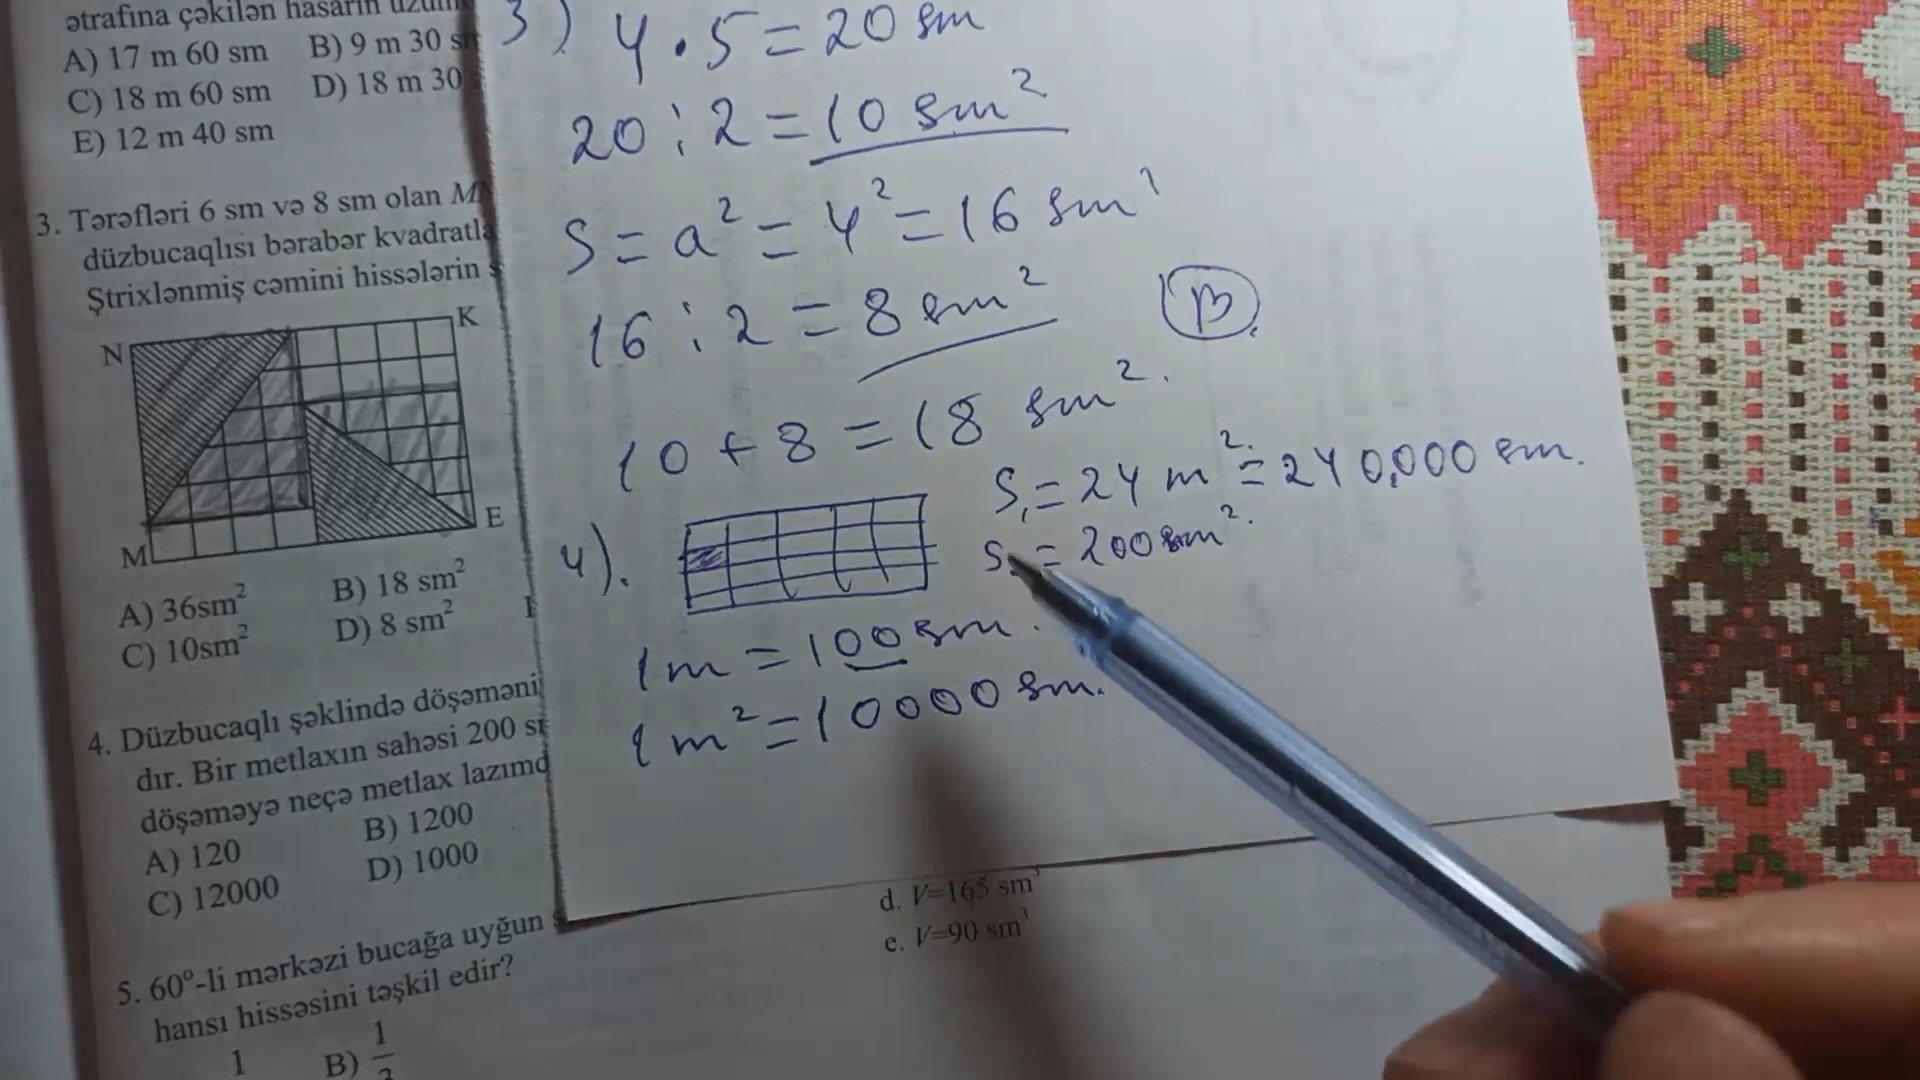 ətrafına çəkilən hasarın
A) 17 m 60 sm B) 9 m 30
C) 18 m 60 sm D) 18 m 30
E) 12 m 40 sm
3. Tərəfləri 6 sm və 8 sm olan
düzbucaqlısı bərabər
Ştrixlənmiş cəmini hissələrin
N
K
M
E
A) 36sm² B) 18 sm²
C) 10sm² D) 8 sm²
4. Düzbucaqlı şəklində
dır. Bir metlaxın sahəsi 200
döşəməyə neçə metlax
A) 120 B) 1200
C) 12000 D) 1000
5. 60º-li mərkəzi bucağa uyğun
hansı hissəsini təşkil edir?
1 B) 1
3) 4 · 5 = 20 sm
20 : 2 = 10 sm²
S = a² = 4² = 16 sm²
16 : 2 = 8 sm²
B
10 + 8 = 18 sm².
4).
S₁ = 24 m² = 240,000 sm.
= 200 sm².
1 m = 100 sm.
1 m² = 10000 sm.
d. V=165 sm³
e. V=90 sm³